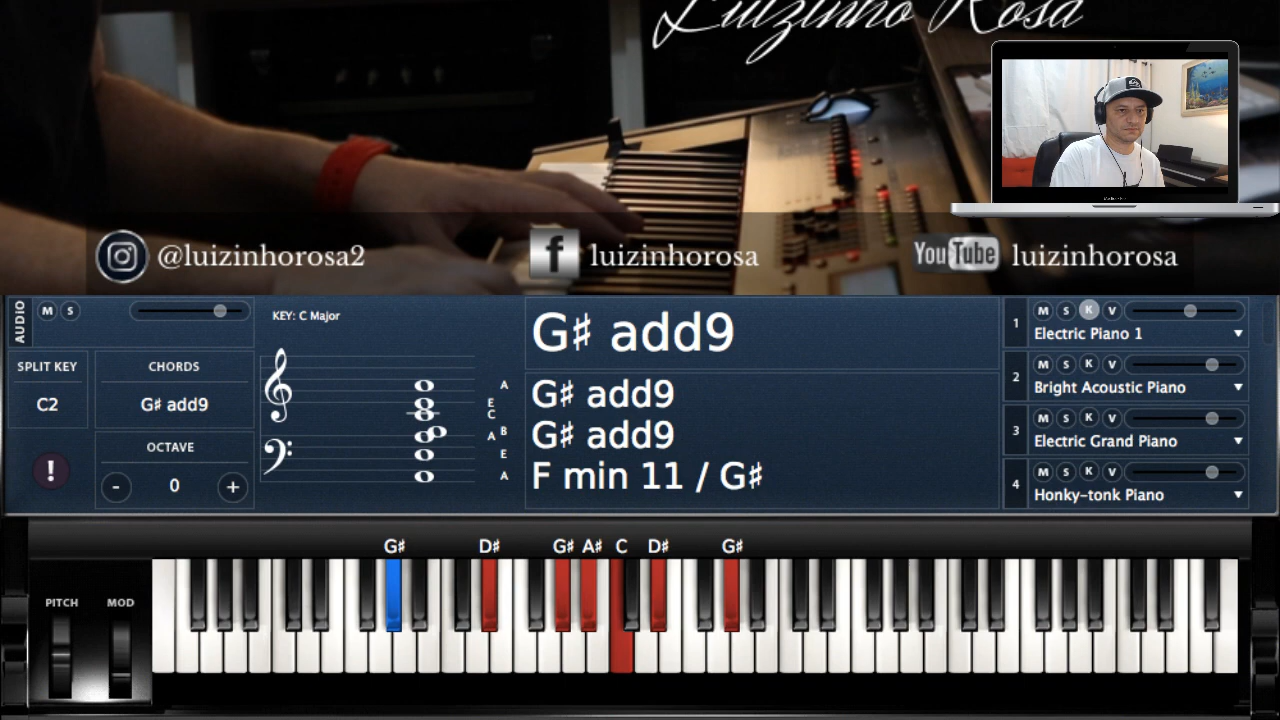 Luizinho Rosa
@luizinhorosa2
f luizinhorosa
YouTube luizinhorosa
AUDIO
M S
SPLIT KEY
C2
!
CHORDS
G♯ add9
OCTAVE
- 0 +
KEY: C Major
A
E
C
B
A
E
A
G♯ add9
G♯ add9
G♯ add9
F min 11 / G♯
1 M S K V
Electric Piano 1
2 M S K V
Bright Acoustic Piano
3 M S K V
Electric Grand Piano
4 M S K V
Honky-tonk Piano
G♯ D♯ G♯ A♯ C D♯ G♯
PITCH MOD